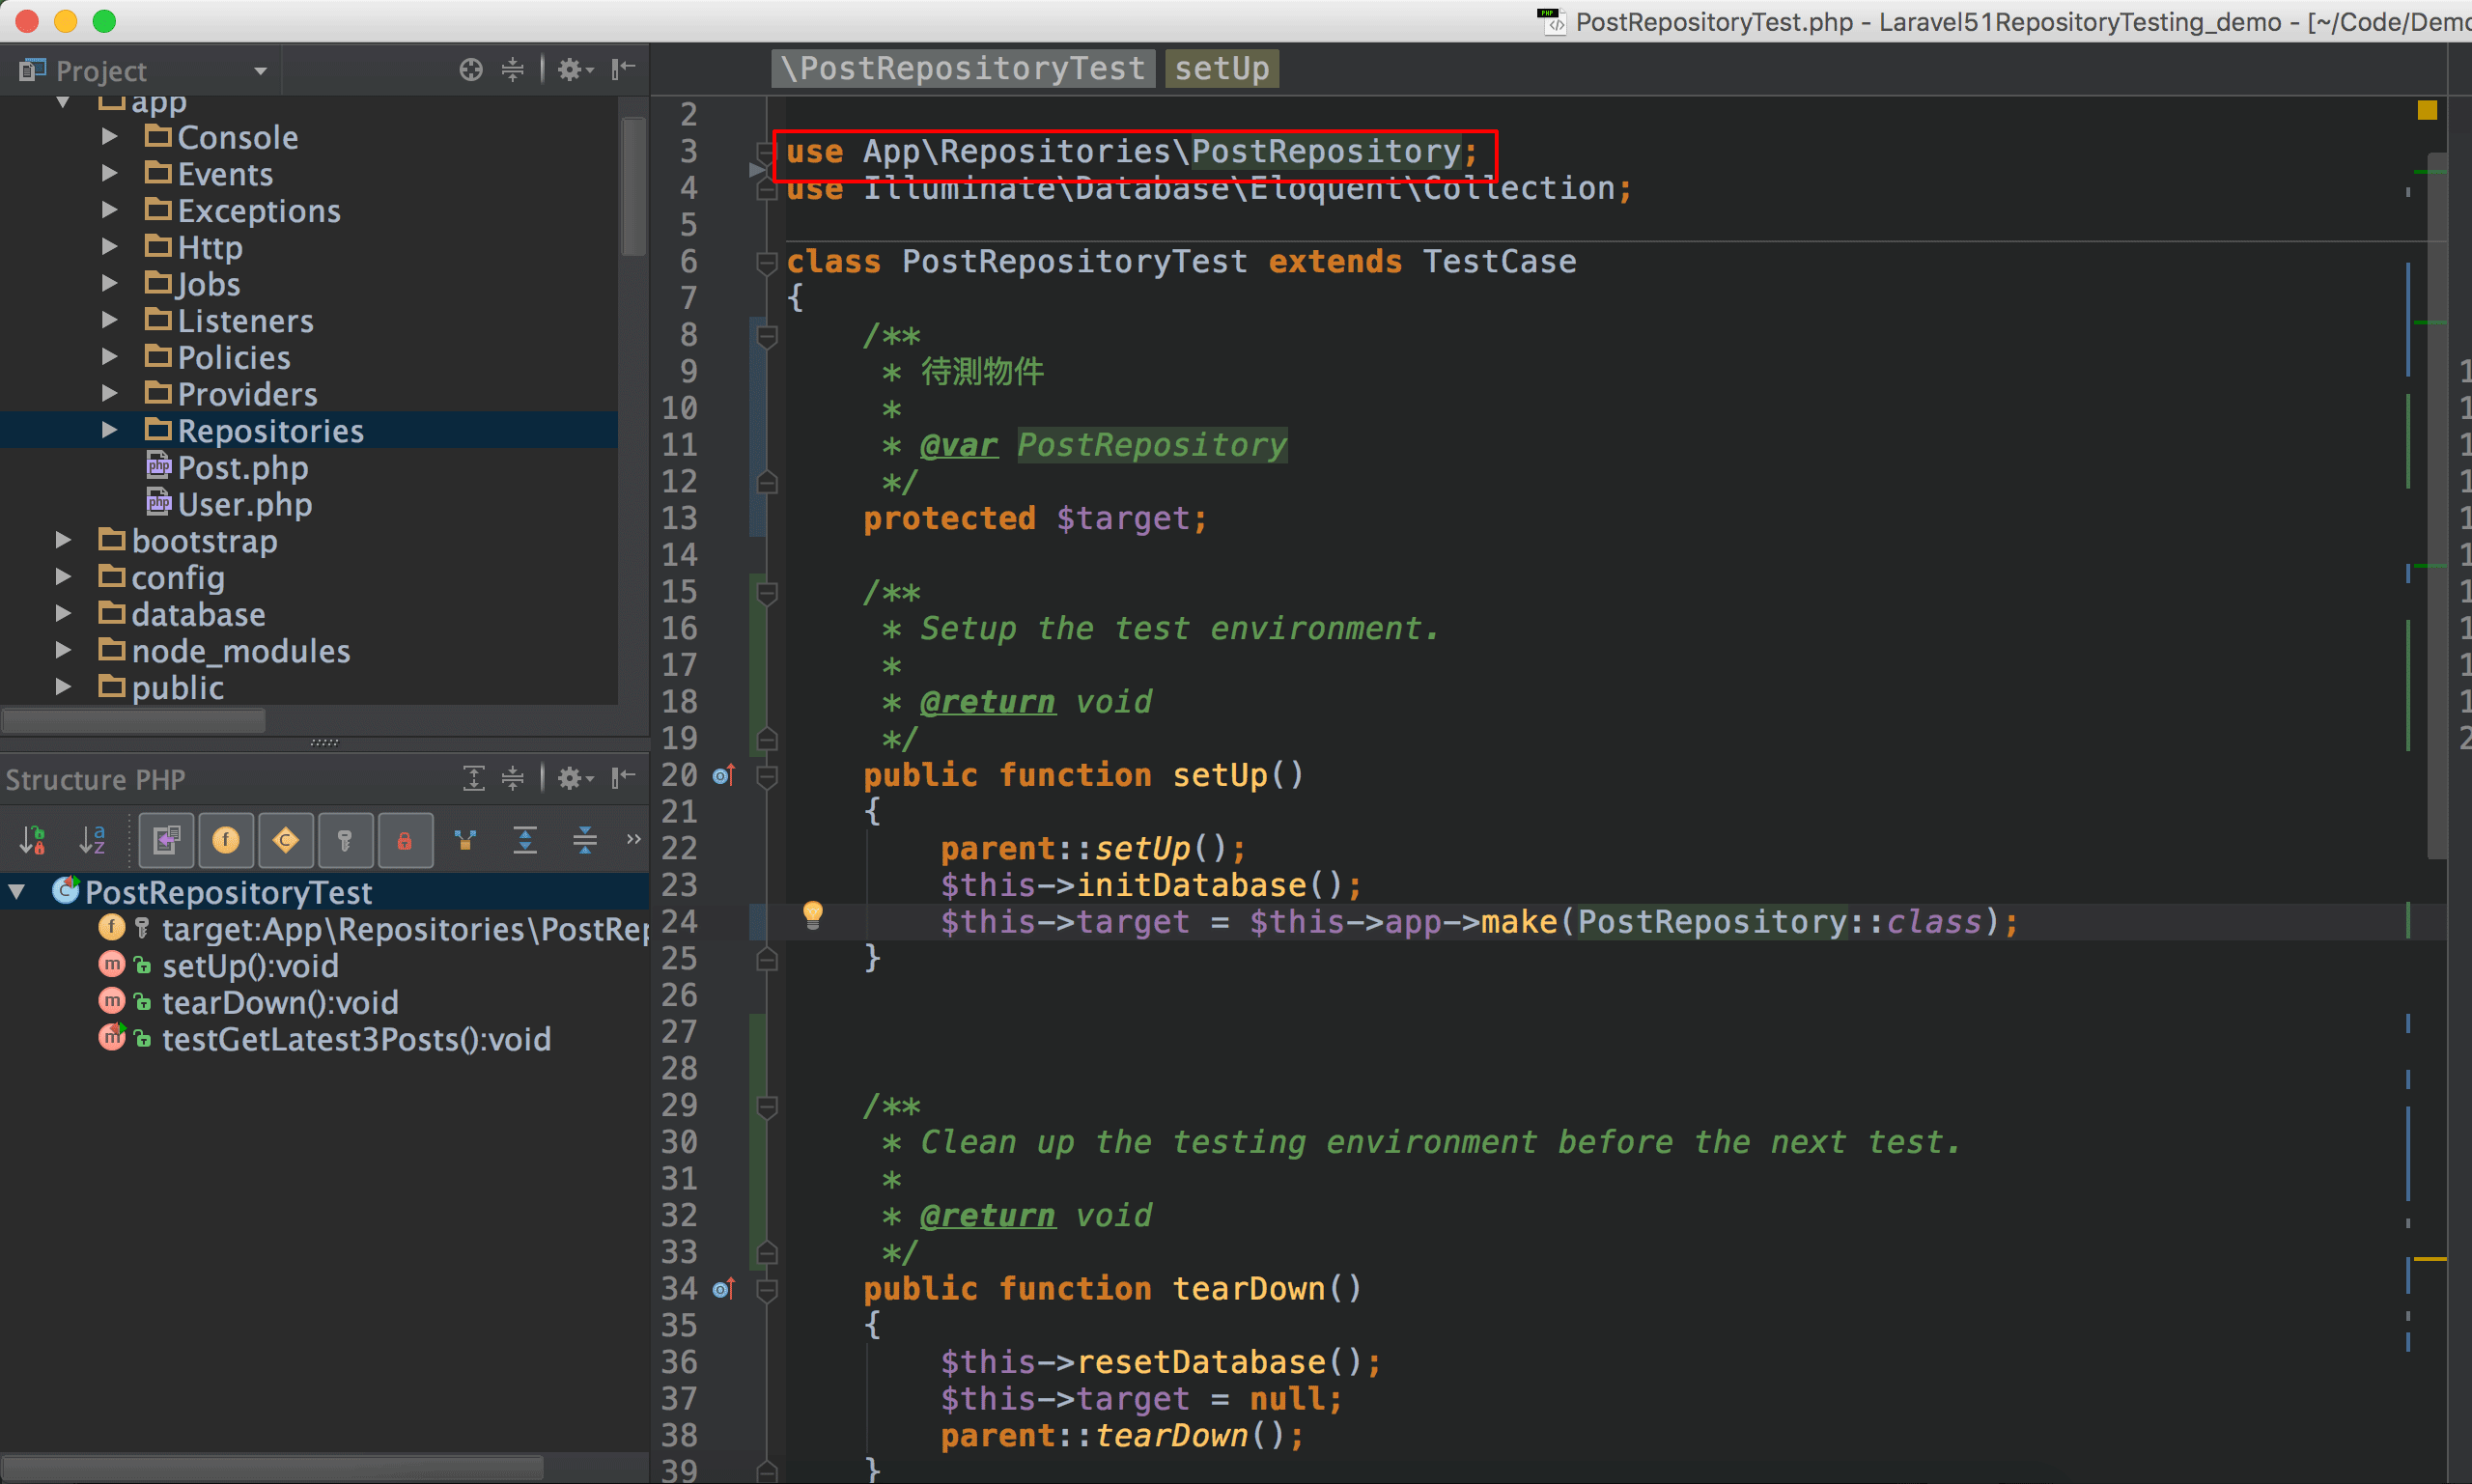 PostRepositoryTest.php - Laravel51RepositoryTesting_demo - [~/Code/Demo
Project
app
Console
Events
Exceptions
Http
Jobs
Listeners
Policies
Providers
Repositories
Post.php
User.php
bootstrap
config
database
node_modules
public
Structure PHP
PostRepositoryTest
target:App\Repositories\PostRep
setUp():void
tearDown():void
testGetLatest3Posts():void
\PostRepositoryTest setUp
2
3 use App\Repositories\PostRepository;
4 use Illuminate\Database\Eloquent\Collection;
5
6 class PostRepositoryTest extends TestCase
7 {
8 /**
9 * 待測物件
10 *
11 * @var PostRepository
12 */
13 protected $target;
14
15 /**
16 * Setup the test environment.
17 *
18 * @return void
19 */
20 public function setUp()
21 {
22 parent::setUp();
23 $this->initDatabase();
24 $this->target = $this->app->make(PostRepository::class);
25 }
26
27
28
29 /**
30 * Clean up the testing environment before the next test.
31 *
32 * @return void
33 */
34 public function tearDown()
35 {
36 $this->resetDatabase();
37 $this->target = null;
38 parent::tearDown();
39 }